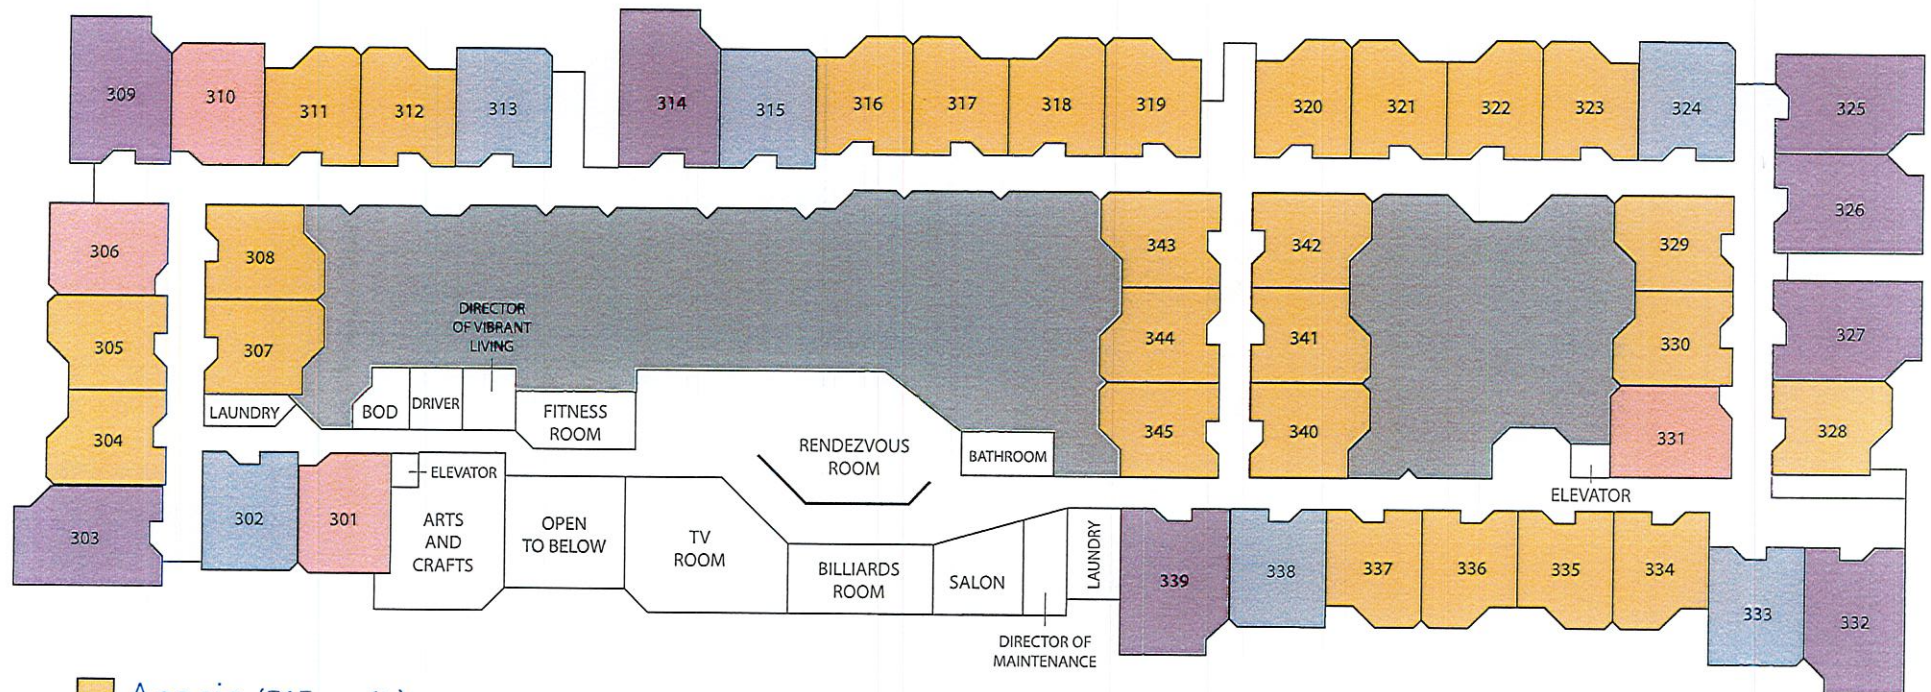 309
310
311
312
313
314
315
316
317
318
319
320
321
322
323
324
325
326
306
308
343
342
329
305
307
DIRECTOR
OF VIBRANT
LIVING
344
341
330
327
304
LAUNDRY
BOD
DRIVER
FITNESS
ROOM
RENDEZVOUS
ROOM
BATHROOM
345
340
331
328
ELEVATOR
303
302
301
ELEVATOR
ARTS
AND
CRAFTS
OPEN
TO BELOW
TV
ROOM
BILLIARDS
ROOM
SALON
DIRECTOR OF
MAINTENANCE
LAUNDRY
339
338
337
336
335
334
333
332